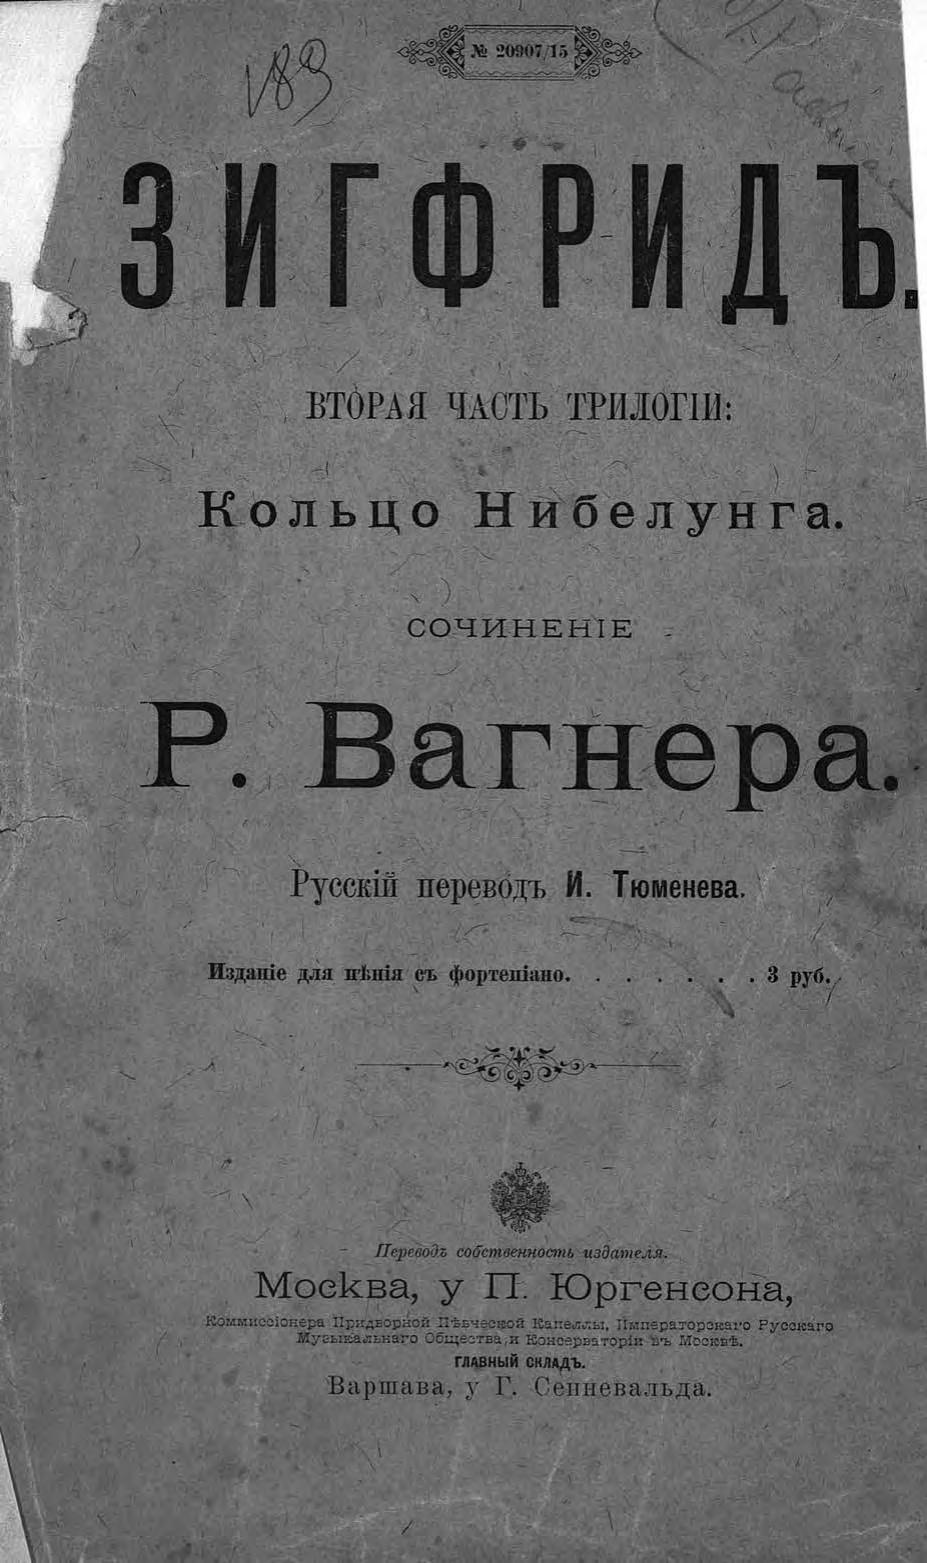 № 20907/15
189
ЗИГФРИДЪ.
ВТОРАЯ ЧАСТЬ ТРИЛОГІИ:
Кольцо Нибелунга.
СОЧИНЕНІЕ
Р. Вагнера.
Русскій переводъ И. Тюменева.
Изданіе для пѣнія съ фортепіано. . . . . . . 3 руб.
Переводъ собственность издателя.
Москва, у П. Юргенсона,
Коммиссіонера Придворной Пѣвческой Капеллы, Императорскаго Русскаго
Музыкальнаго Общества и Консерваторіи въ Москвѣ.
ГЛАВНЫЙ СКЛАДЪ.
Варшава, у Г. Сенневальда.